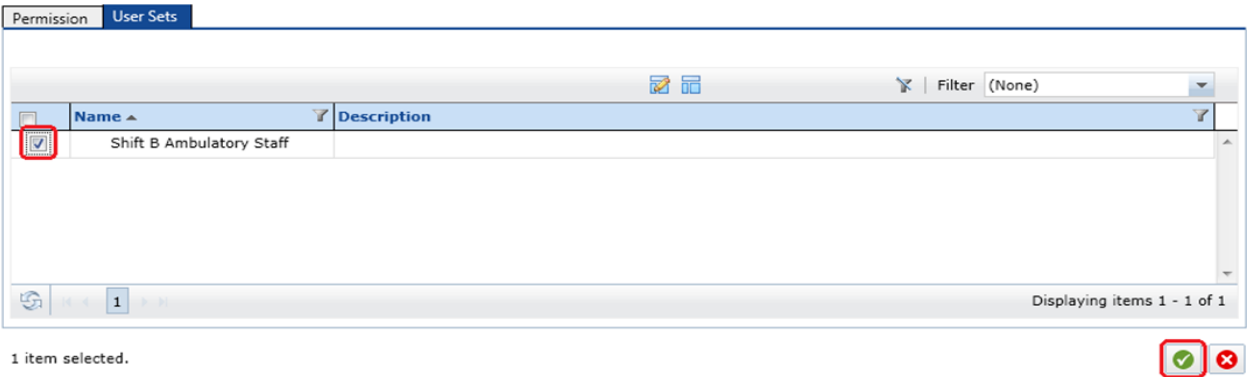 Permission User Sets
Filter (None)
Name Description
Shift B Ambulatory Staff
1 Displaying items 1 - 1 of 1
1 item selected.